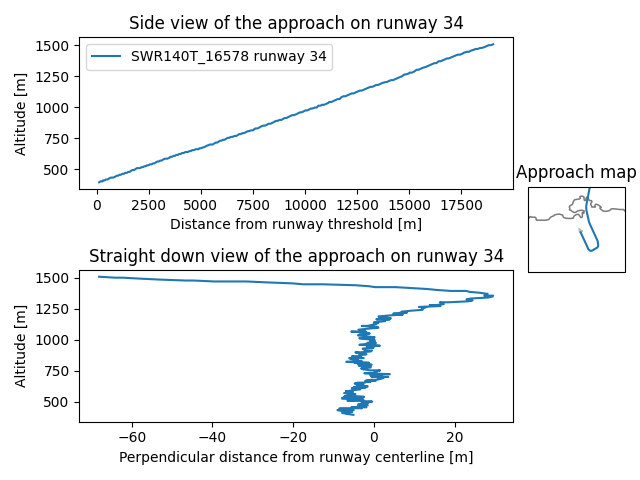 Side view of the approach on runway 34
SWR140T_16578 runway 34
Altitude [m]
1500
1250
1000
750
500
0
2500
5000
7500
10000
12500
15000
17500
Distance from runway threshold [m]
Approach map
Straight down view of the approach on runway 34
Altitude [m]
1500
1250
1000
750
500
−60
−40
−20
0
20
Perpendicular distance from runway centerline [m]